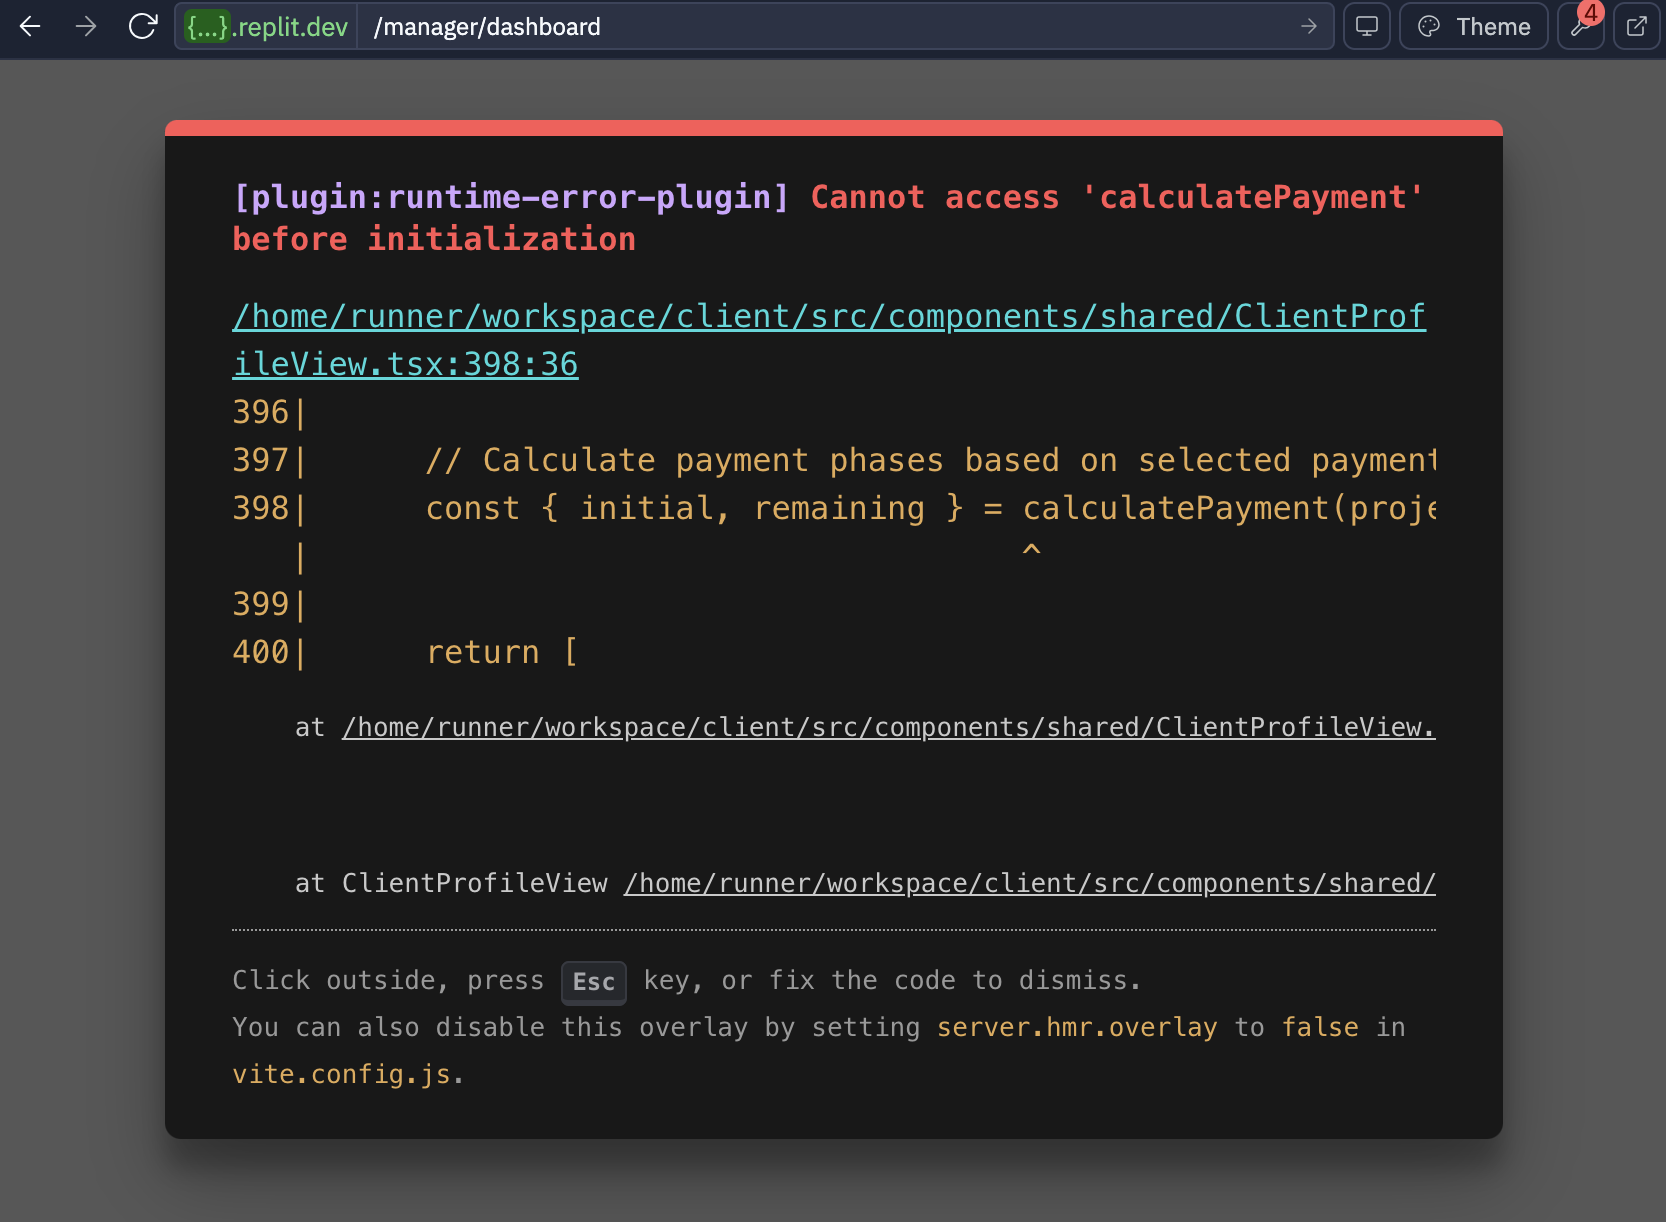 {...}.replit.dev /manager/dashboard Theme 4
[plugin:runtime-error-plugin] Cannot access 'calculatePayment'
before initialization
/home/runner/workspace/client/src/components/shared/ClientProf
ileView.tsx:398:36
396|
397|      // Calculate payment phases based on selected payment
398|      const { initial, remaining } = calculatePayment(proje
   |                                     ^
399|
400|      return [
at /home/runner/workspace/client/src/components/shared/ClientProfileView.
at ClientProfileView /home/runner/workspace/client/src/components/shared/
Click outside, press Esc key, or fix the code to dismiss.
You can also disable this overlay by setting server.hmr.overlay to false in
vite.config.js.